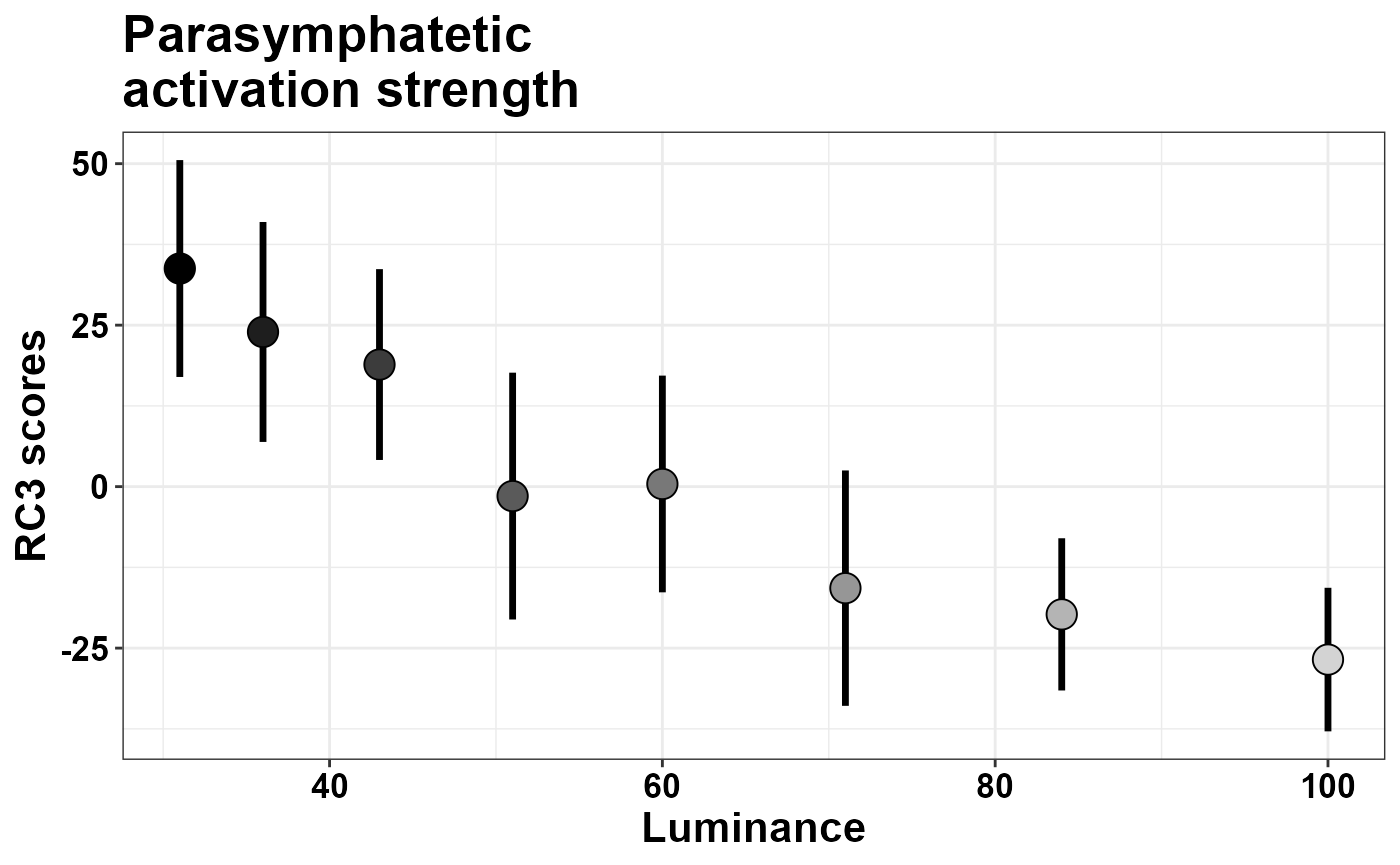 Parasymphatetic
activation strength
50
25
0
-25
RC3 scores
40 60 80 100
Luminance